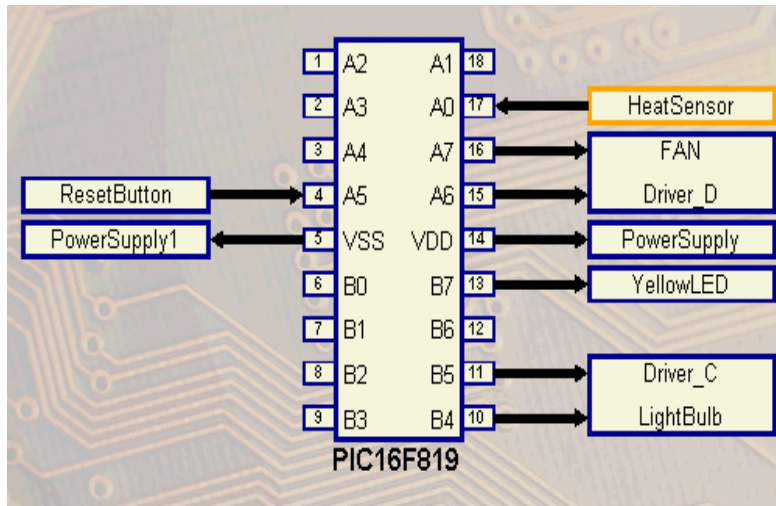 1 A2 A1 18
2 A3 A0 17 HeatSensor
3 A4 A7 16 FAN
ResetButton 4 A5 A6 15 Driver_D
PowerSupply1 5 VSS VDD 14 PowerSupply
6 B0 B7 13 YellowLED
7 B1 B6 12
8 B2 B5 11 Driver_C
9 B3 B4 10 LightBulb
PIC16F819